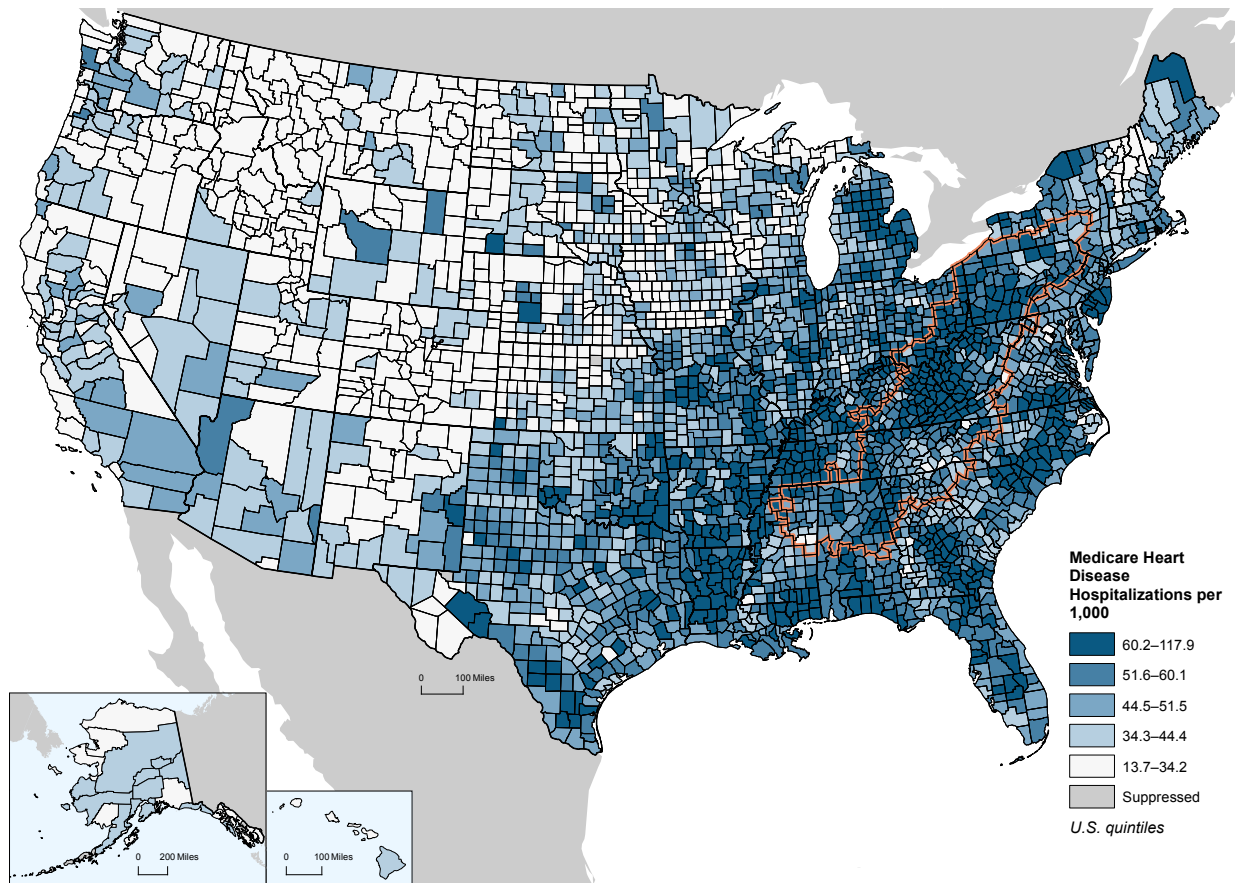 Medicare Heart
Disease
Hospitalizations per
1,000
60.2–117.9
51.6–60.1
44.5–51.5
34.3–44.4
13.7–34.2
Suppressed
U.S. quintiles
0 100 Miles
0 200 Miles
0 100 Miles